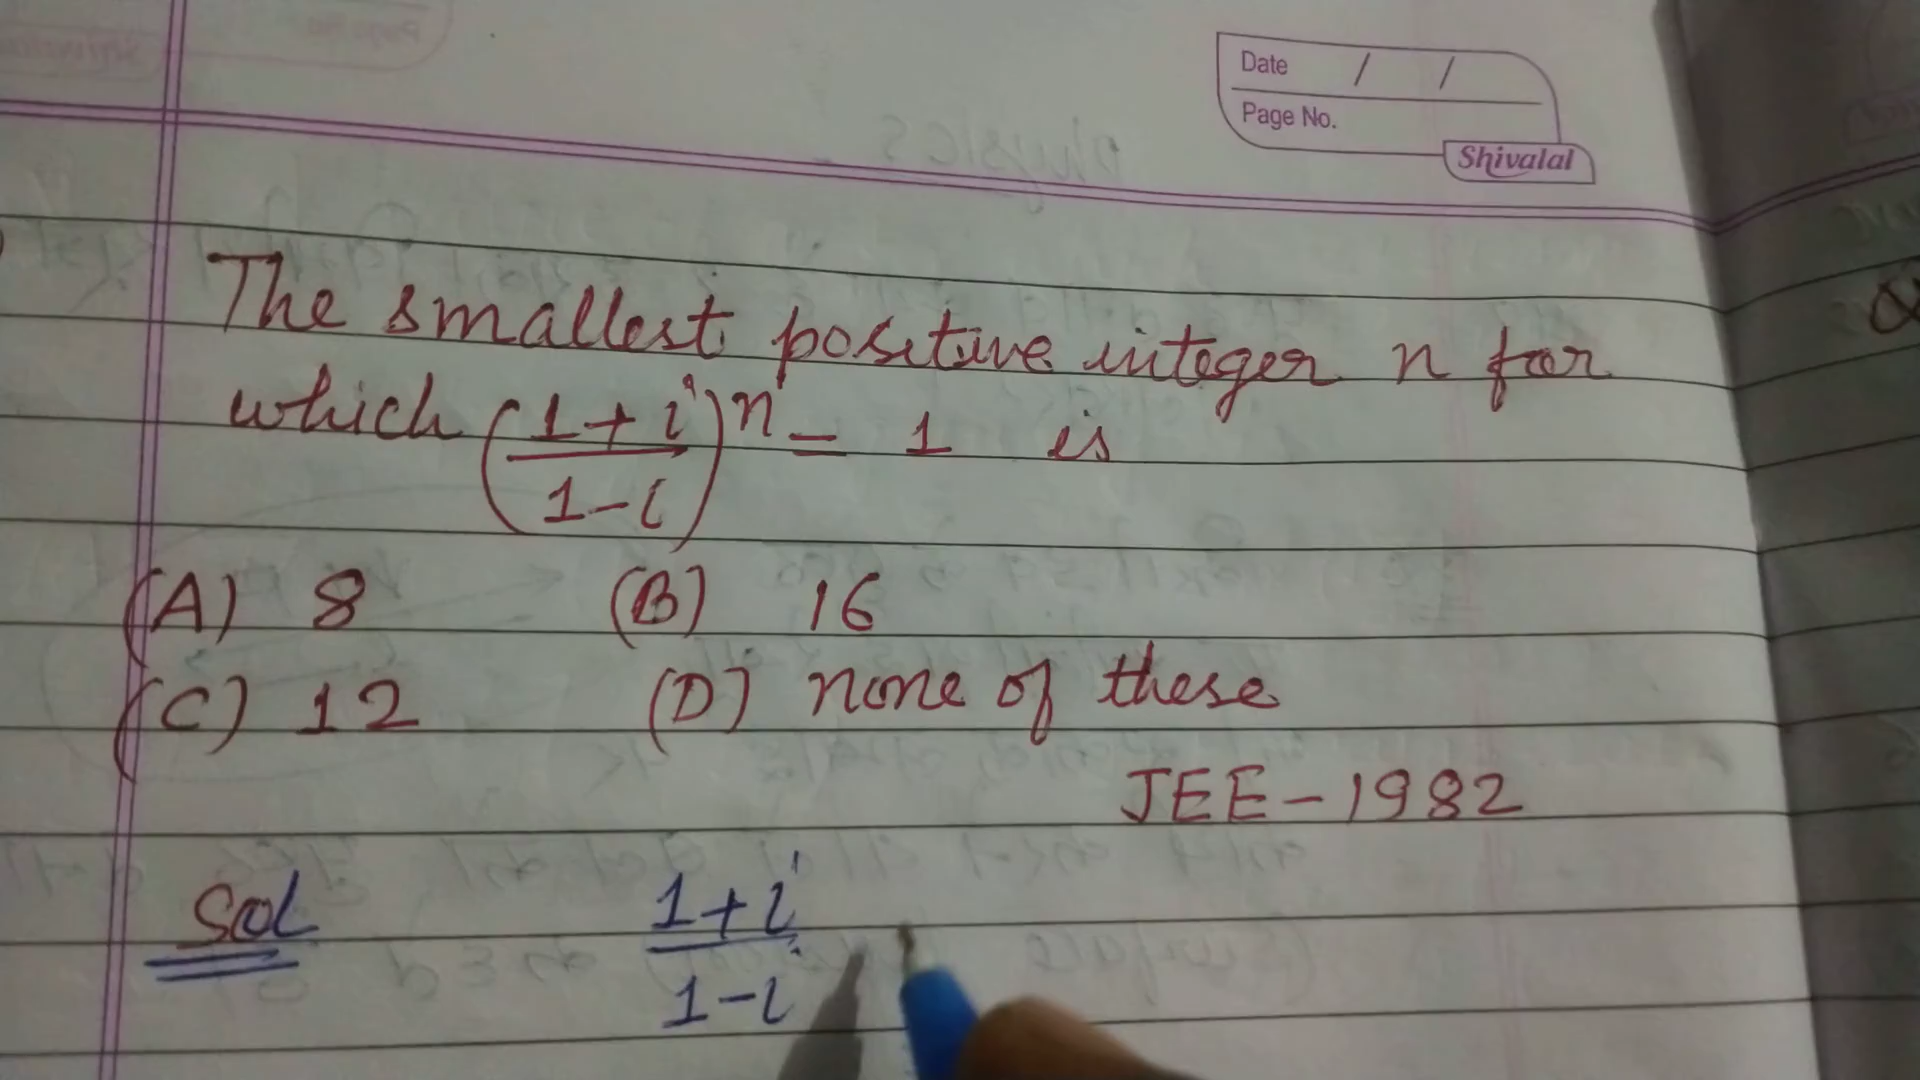 Date / /
Page No.
Shivalal
The smallest positive integer n for
which (1+i/1-i)^n = 1 is
(A) 8 (B) 16
(C) 12 (D) none of these
JEE-1982
Sol 1+i
1-i